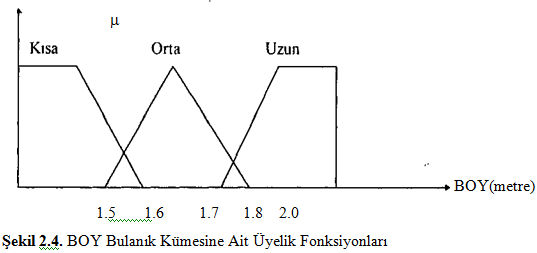 μ
Kısa Orta Uzun
BOY(metre)
1.5 1.6 1.7 1.8 2.0
Şekil 2.4. BOY Bulanık Kümesine Ait Üyelik Fonksiyonları